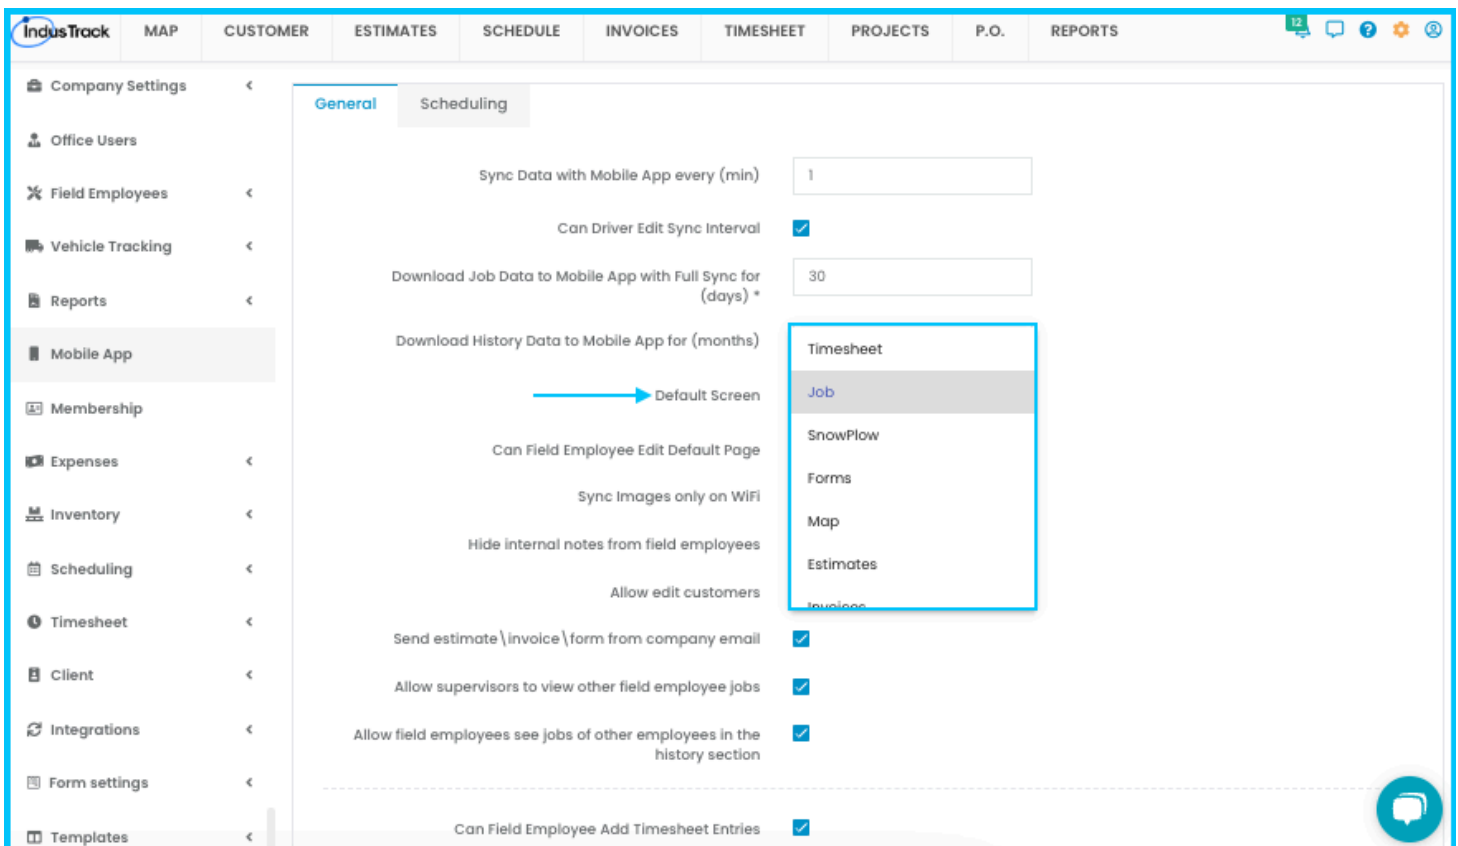 IndusTrack
MAP
CUSTOMER
ESTIMATES
SCHEDULE
INVOICES
TIMESHEET
PROJECTS
P.O.
REPORTS
12
Company Settings
Office Users
Field Employees
Vehicle Tracking
Reports
Mobile App
Membership
Expenses
Inventory
Scheduling
Timesheet
Client
Integrations
Form settings
Templates
General
Scheduling
Sync Data with Mobile App every (min)
1
Can Driver Edit Sync Interval
Download Job Data to Mobile App with Full Sync for
(days) *
30
Download History Data to Mobile App for (months)
Default Screen
Timesheet
Job
SnowPlow
Forms
Map
Estimates
Invoices
Can Field Employee Edit Default Page
Sync Images only on WiFi
Hide internal notes from field employees
Allow edit customers
Send estimate\invoice\form from company email
Allow supervisors to view other field employee jobs
Allow field employees see jobs of other employees in the
history section
Can Field Employee Add Timesheet Entries